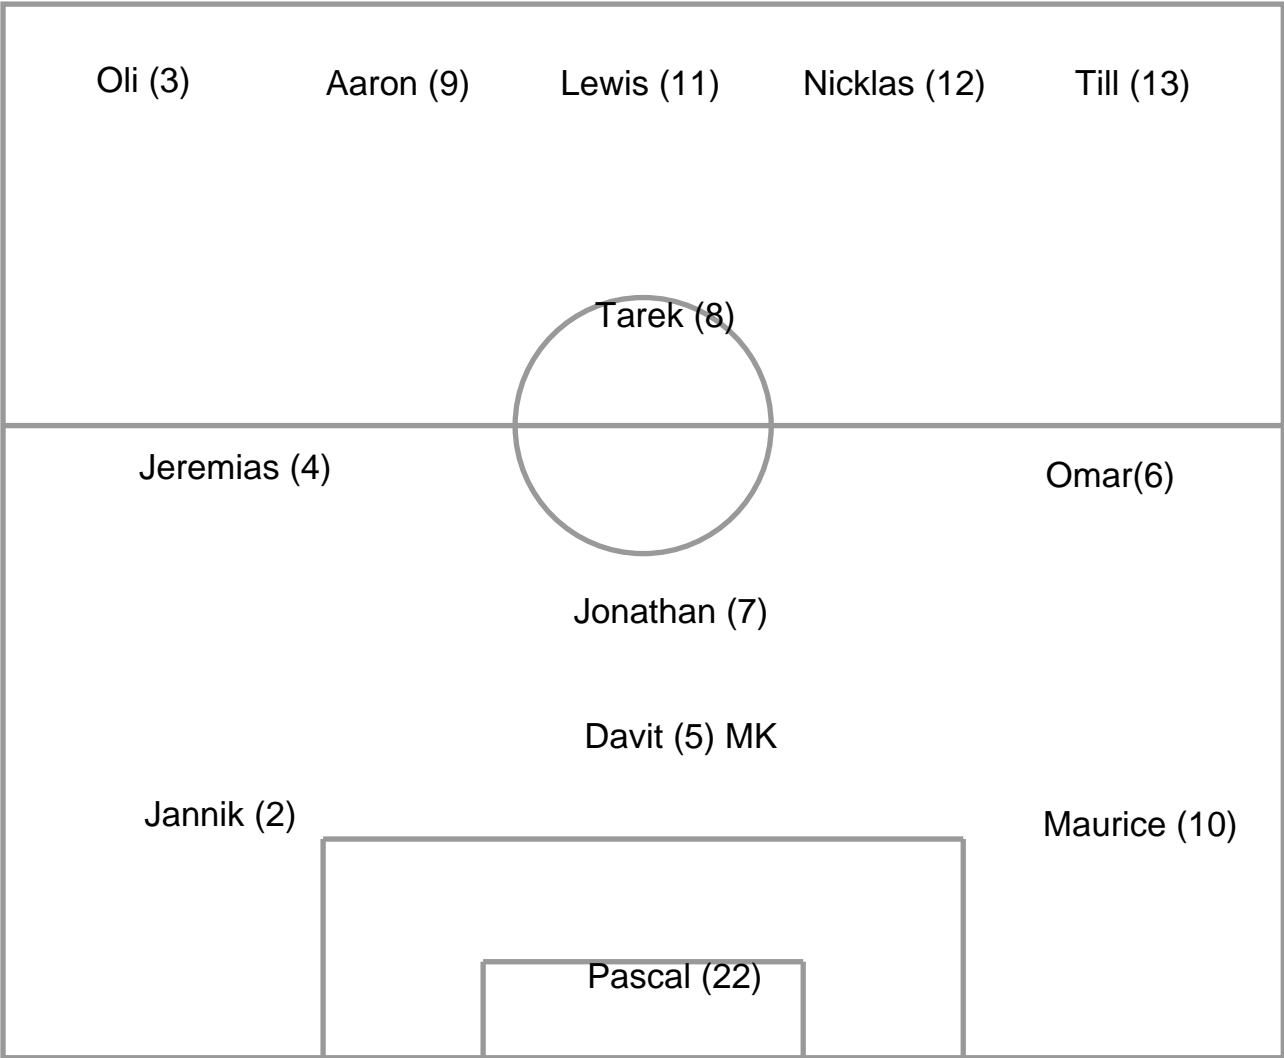 Oli (3) Aaron (9) Lewis (11) Nicklas (12) Till (13)
Tarek (8)
Jeremias (4) Omar(6)
Jonathan (7)
Davit (5) MK
Jannik (2) Maurice (10)
Pascal (22)